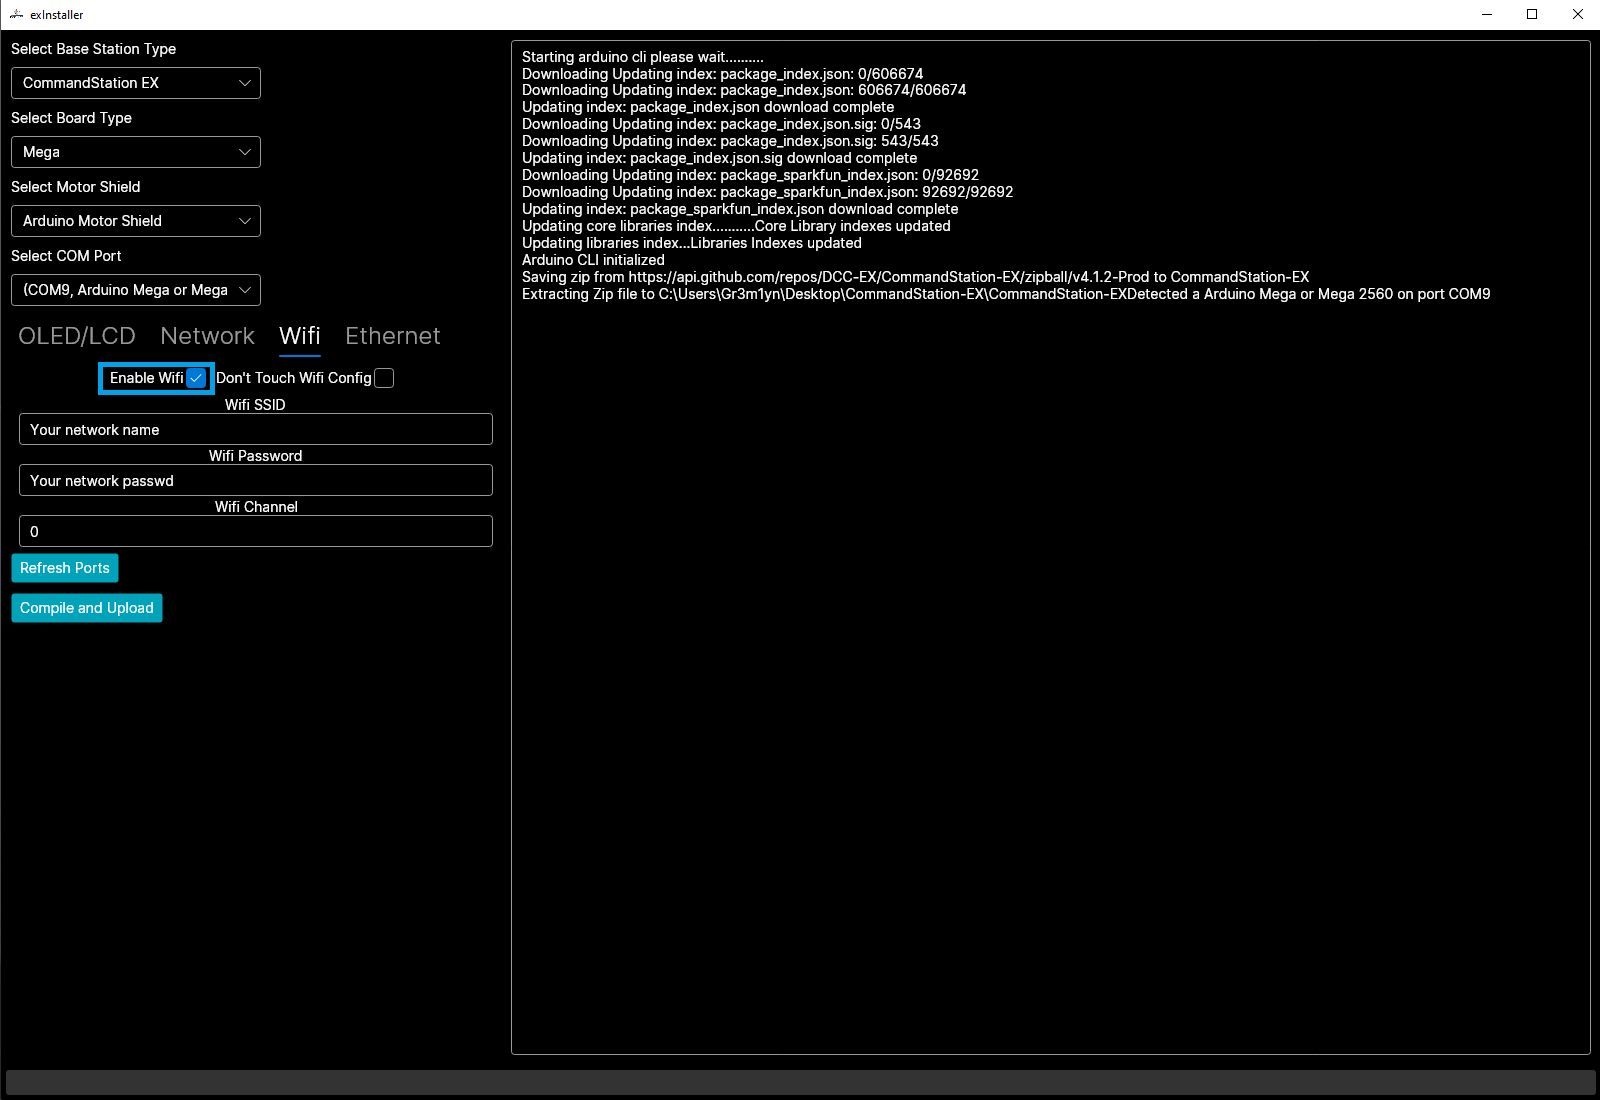 exInstaller
Select Base Station Type
CommandStation EX
Select Board Type
Mega
Select Motor Shield
Arduino Motor Shield
Select COM Port
(COM9, Arduino Mega or Mega
OLED/LCD Network Wifi Ethernet
Enable Wifi Don't Touch Wifi Config
Wifi SSID
Your network name
Wifi Password
Your network passwd
Wifi Channel
0
Refresh Ports
Compile and Upload
Starting arduino cli please wait..........
Downloading Updating index: package_index.json: 0/606674
Downloading Updating index: package_index.json: 606674/606674
Updating index: package_index.json download complete
Downloading Updating index: package_index.json.sig: 0/543
Downloading Updating index: package_index.json.sig: 543/543
Updating index: package_index.json.sig download complete
Downloading Updating index: package_sparkfun_index.json: 0/92692
Downloading Updating index: package_sparkfun_index.json: 92692/92692
Updating index: package_sparkfun_index.json download complete
Updating core libraries index...........Core Library indexes updated
Updating libraries index...Libraries Indexes updated
Arduino CLI initialized
Saving zip from https://api.github.com/repos/DCC-EX/CommandStation-EX/zipball/v4.1.2-Prod to CommandStation-EX
Extracting Zip file to C:\Users\Gr3m1yn\Desktop\CommandStation-EX\CommandStation-EXDetected a Arduino Mega or Mega 2560 on port COM9